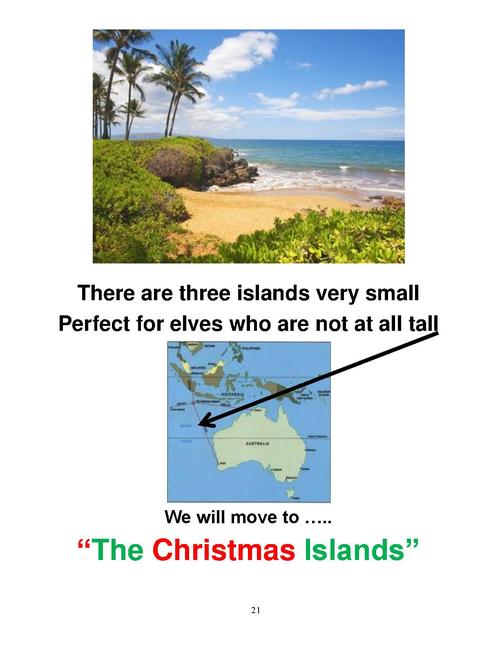 There are three islands very small
Perfect for elves who are not at all tall
PHILIPPINES
INDONESIA
AUSTRALIA
We will move to …..
“The Christmas Islands”
21